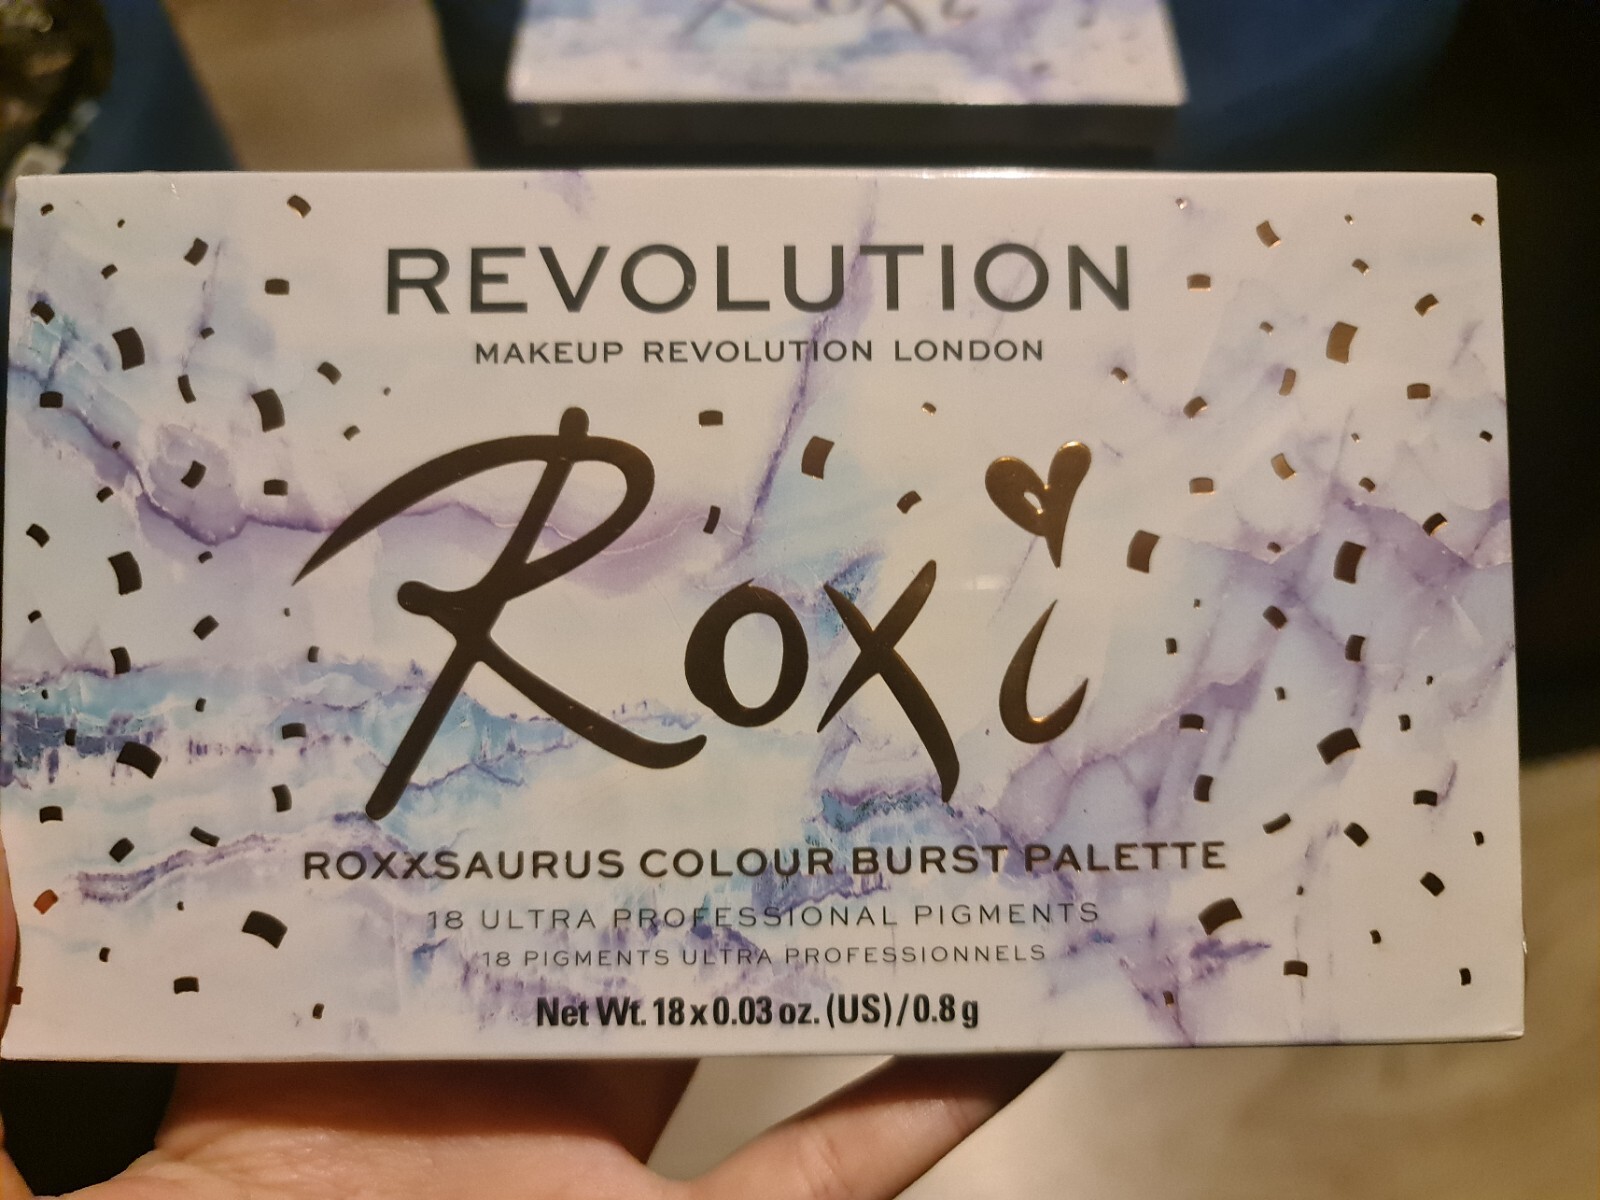 Roxi
REVOLUTION
MAKEUP REVOLUTION LONDON
Roxi
ROXXSAURUS COLOUR BURST PALETTE
18 ULTRA PROFESSIONAL PIGMENTS
18 PIGMENTS ULTRA PROFESSIONNELS
Net Wt. 18 x 0.03 oz. (US) / 0.8 g